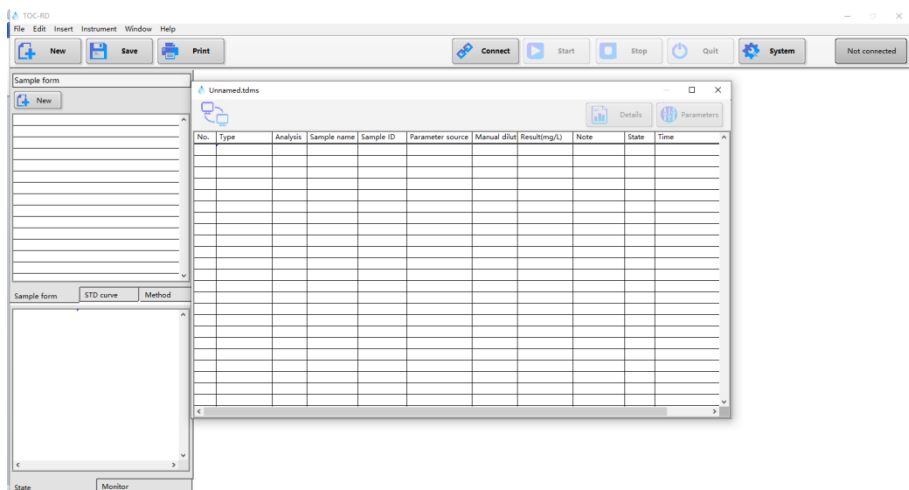 TOC-RD
File Edit Insert Instrument Window Help
New Save Print Connect Start Stop Quit System Not connected
Sample form
New
Unnamed.tdms
Details Parameters
No. Type Analysis Sample name Sample ID Parameter source Manual dilut Result(mg/L) Note State Time
Sample form STD curve Method
State Monitor